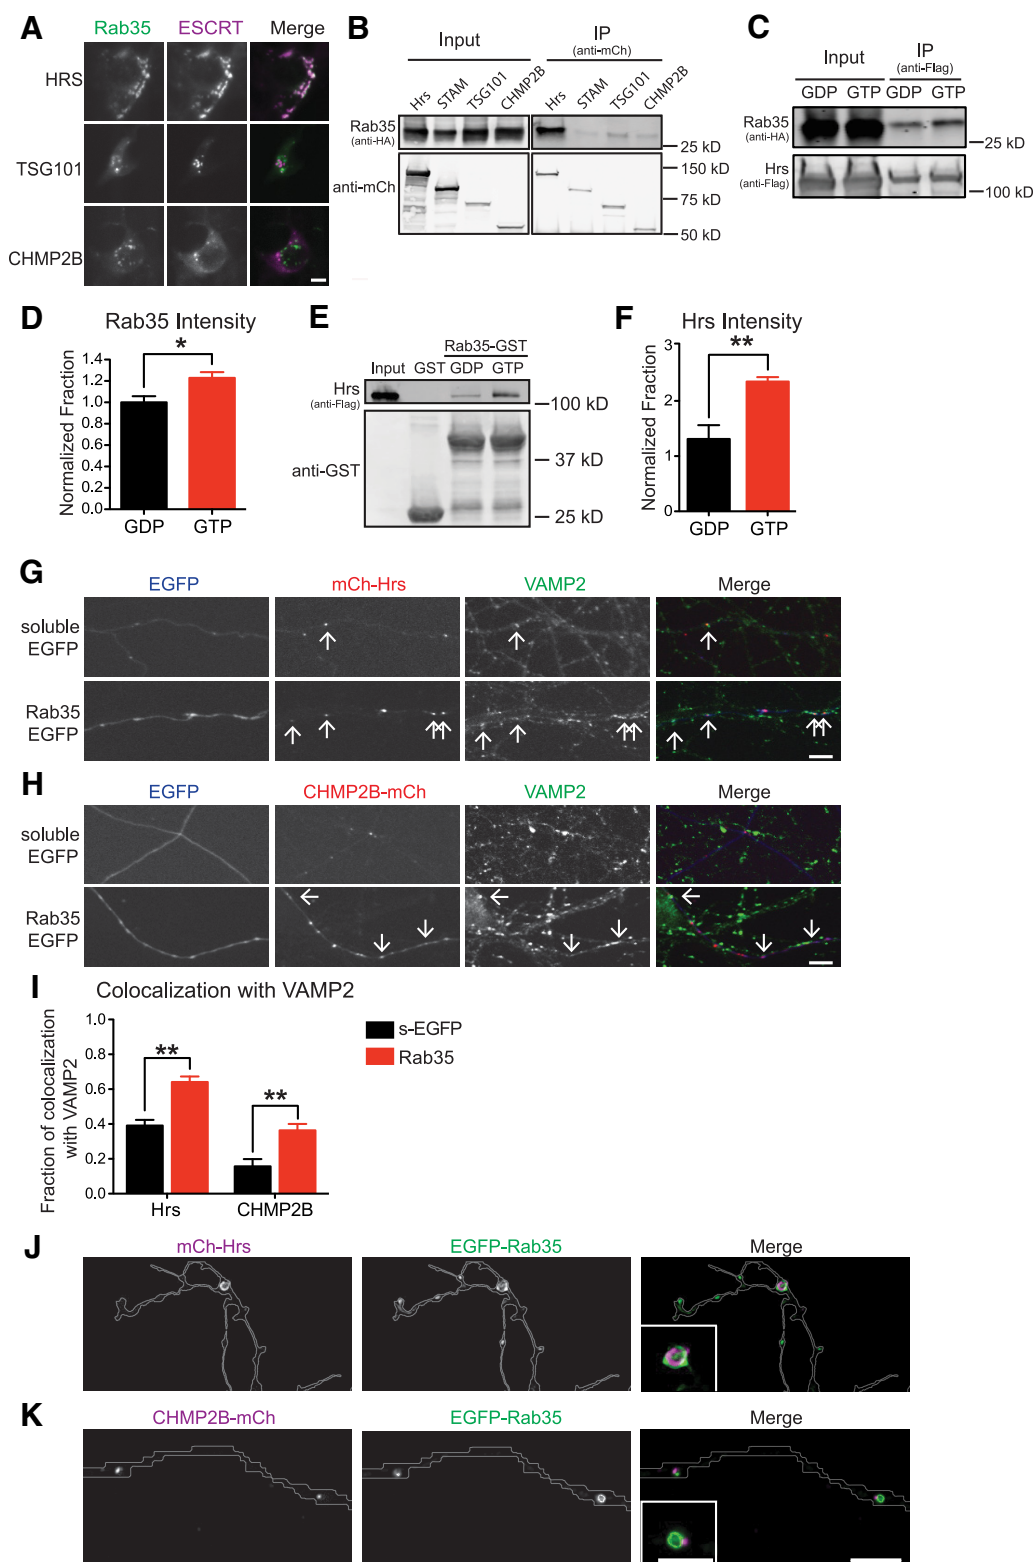 A
Rab35 ESCRT Merge
HRS
TSG101
CHMP2B
B
Input IP
(anti-mCh)
Hrs STAM TSG101 CHMP2B Hrs STAM TSG101 CHMP2B
Rab35
(anti-HA)
25 kD
anti-mCh
150 kD
75 kD
50 kD
C
Input IP
(anti-Flag)
GDP GTP GDP GTP
Rab35
(anti-HA)
25 kD
Hrs
(anti-Flag)
100 kD
D
Rab35 Intensity
*
Normalized Fraction
1.4
1.2
1.0
0.8
0.6
0.4
0.2
0.0
GDP GTP
E
Rab35-GST
Input GST GDP GTP
Hrs
(anti-Flag)
100 kD
anti-GST
37 kD
25 kD
F
Hrs Intensity
**
Normalized Fraction
3
2
1
0
GDP GTP
G
EGFP mCh-Hrs VAMP2 Merge
soluble
EGFP
Rab35
EGFP
H
EGFP CHMP2B-mCh VAMP2 Merge
soluble
EGFP
Rab35
EGFP
I
Colocalization with VAMP2
Fraction of colocalization
with VAMP2
1.0
0.8
0.6
0.4
0.2
0.0
**
**
Hrs CHMP2B
s-EGFP
Rab35
J
mCh-Hrs EGFP-Rab35 Merge
K
CHMP2B-mCh EGFP-Rab35 Merge